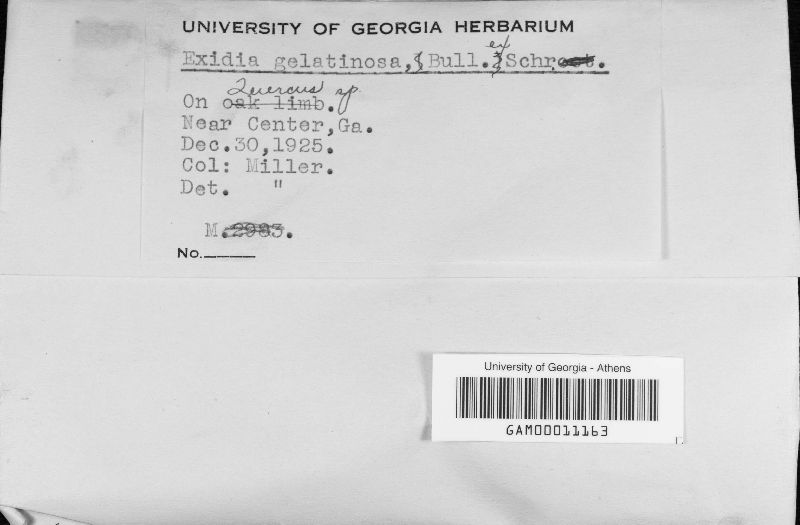 UNIVERSITY OF GEORGIA HERBARIUM
Exidia gelatinosa, Bull. ex Schr.
On Quercus sp. oak limb.
Near Center, Ga.
Dec. 30, 1925.
Col: Miller.
Det. "
M. 2983.
No.
University of Georgia - Athens
GAM00011163